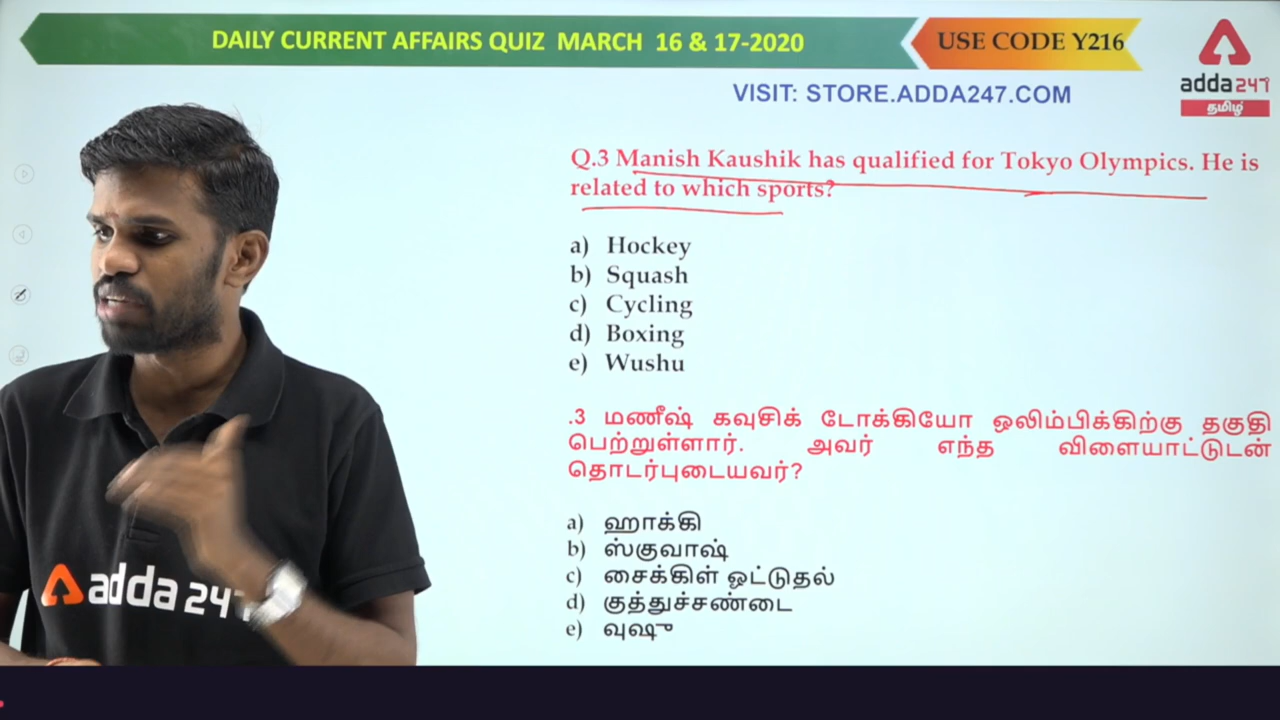 DAILY CURRENT AFFAIRS QUIZ MARCH 16 & 17-2020
USE CODE Y216
adda247
தமிழ்
VISIT: STORE.ADDA247.COM
Q.3 Manish Kaushik has qualified for Tokyo Olympics. He is
related to which sports?
a) Hockey
b) Squash
c) Cycling
d) Boxing
e) Wushu
.3 மணீஷ் கவுசிக் டோக்கியோ ஒலிம்பிக்கிற்கு தகுதி
பெற்றுள்ளார். அவர் எந்த விளையாட்டுடன்
தொடர்புடையவர்?
a) ஹாக்கி
b) ஸ்குவாஷ்
c) சைக்கிள் ஓட்டுதல்
d) குத்துச்சண்டை
e) வுஷு
adda 247